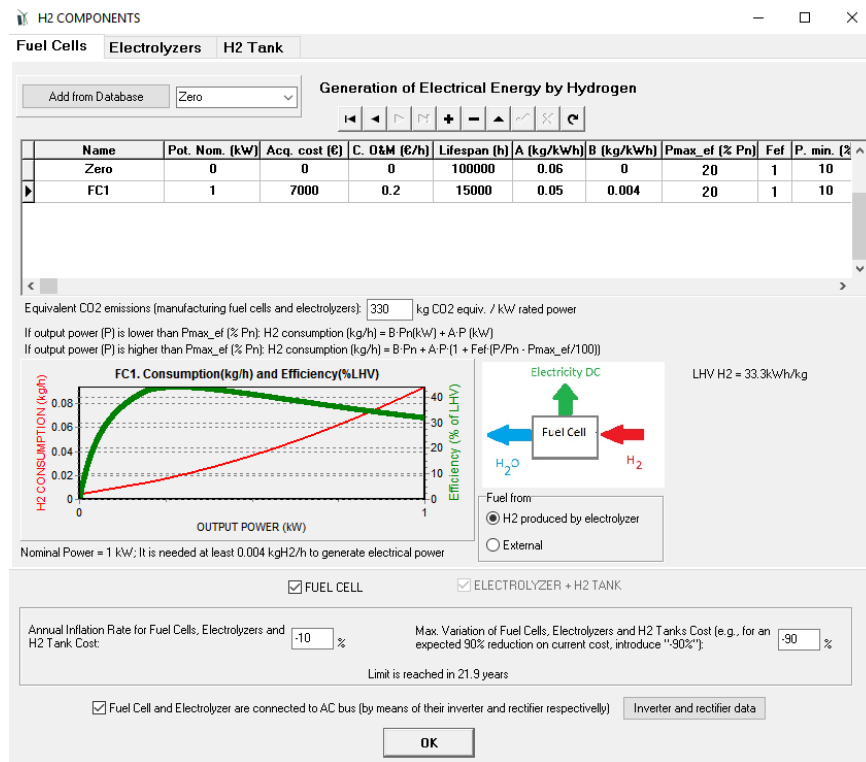 H2 COMPONENTS
Fuel Cells Electrolyzers H2 Tank
Add from Database Zero
Generation of Electrical Energy by Hydrogen
Name Pot. Nom. (kW) Acq. cost (€) C. O&M (€/h) Lifespan (h) A (kg/kWh) B (kg/kWh) Pmax_ef (% Pn) Fef P. min. (%
Zero 0 0 0 100000 0.06 0 20 1 10
FC1 1 7000 0.2 15000 0.05 0.004 20 1 10
Equivalent CO2 emissions (manufacturing fuel cells and electrolyzers): 330 kg CO2 equiv. / kW rated power
If output power (P) is lower than Pmax_ef (% Pn): H2 consumption (kg/h) = B·Pn(kW) + A·P (kW)
If output power (P) is higher than Pmax_ef (% Pn): H2 consumption (kg/h) = B·Pn + A·P·(1 + Fef·(P/Pn - Pmax_ef/100))
FC1. Consumption(kg/h) and Efficiency(%LHV)
H2 CONSUMPTION (kg/h)
0.08
0.06
0.04
0.02
0
0 1
OUTPUT POWER (kW)
40
30
20
10
0
Efficiency (% of LHV)
Nominal Power = 1 kW; It is needed at least 0.004 kgH2/h to generate electrical power
Electricity DC
Fuel Cell
H2O
H2
LHV H2 = 33.3kWh/kg
Fuel from
H2 produced by electrolyzer
External
FUEL CELL ELECTROLYZER + H2 TANK
Annual Inflation Rate for Fuel Cells, Electrolyzers and
H2 Tank Cost: -10 %
Max. Variation of Fuel Cells, Electrolyzers and H2 Tanks Cost (e.g., for an
expected 90% reduction on current cost, introduce "-90%"): -90 %
Limit is reached in 21.9 years
Fuel Cell and Electrolyzer are connected to AC bus (by means of their inverter and rectifier respectivelly) Inverter and rectifier data
OK